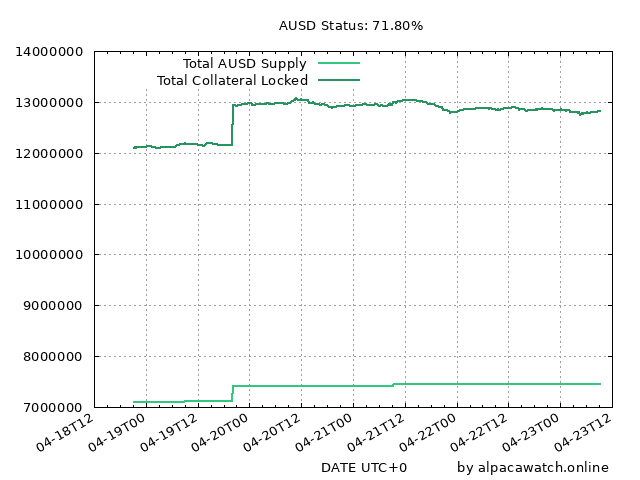 AUSD Status: 71.80%
14000000
Total AUSD Supply
Total Collateral Locked
13000000
12000000
11000000
10000000
9000000
8000000
7000000
04-18T12
04-19T00
04-19T12
04-20T00
04-20T12
04-21T00
04-21T12
04-22T00
04-22T12
04-23T00
04-23T12
DATE UTC+0
by alpacawatch.online